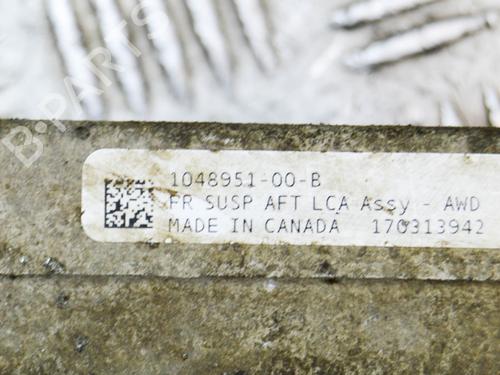 B-PARTS
1048951-00-B
FR SUSP AFT LCA Assy - AWD
MADE IN CANADA 170313942